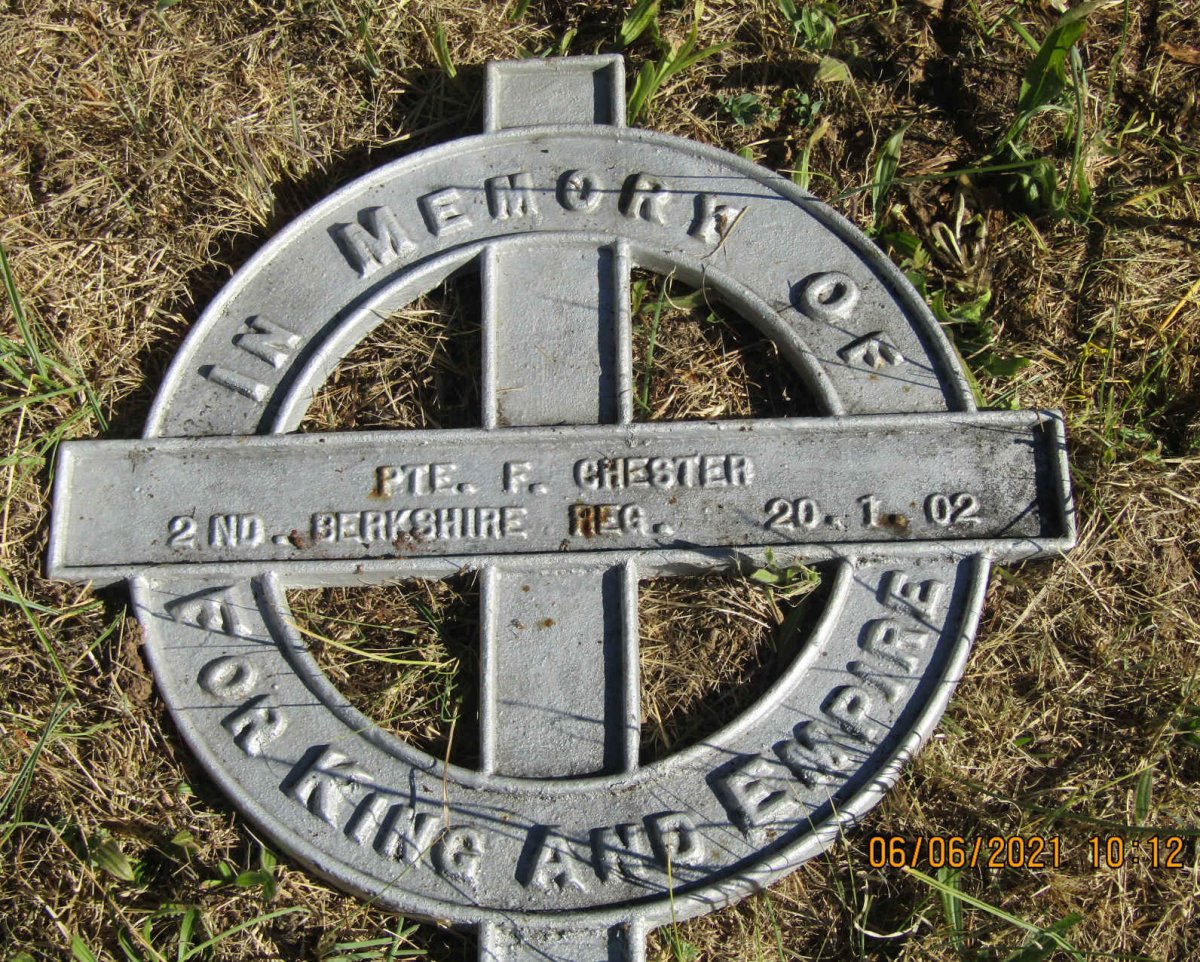 IN MEMORY OF
PTE. F. CHESTER
2 ND. BERKSHIRE REG. 20. 1. 02
FOR KING AND EMPIRE
06/06/2021 10:12